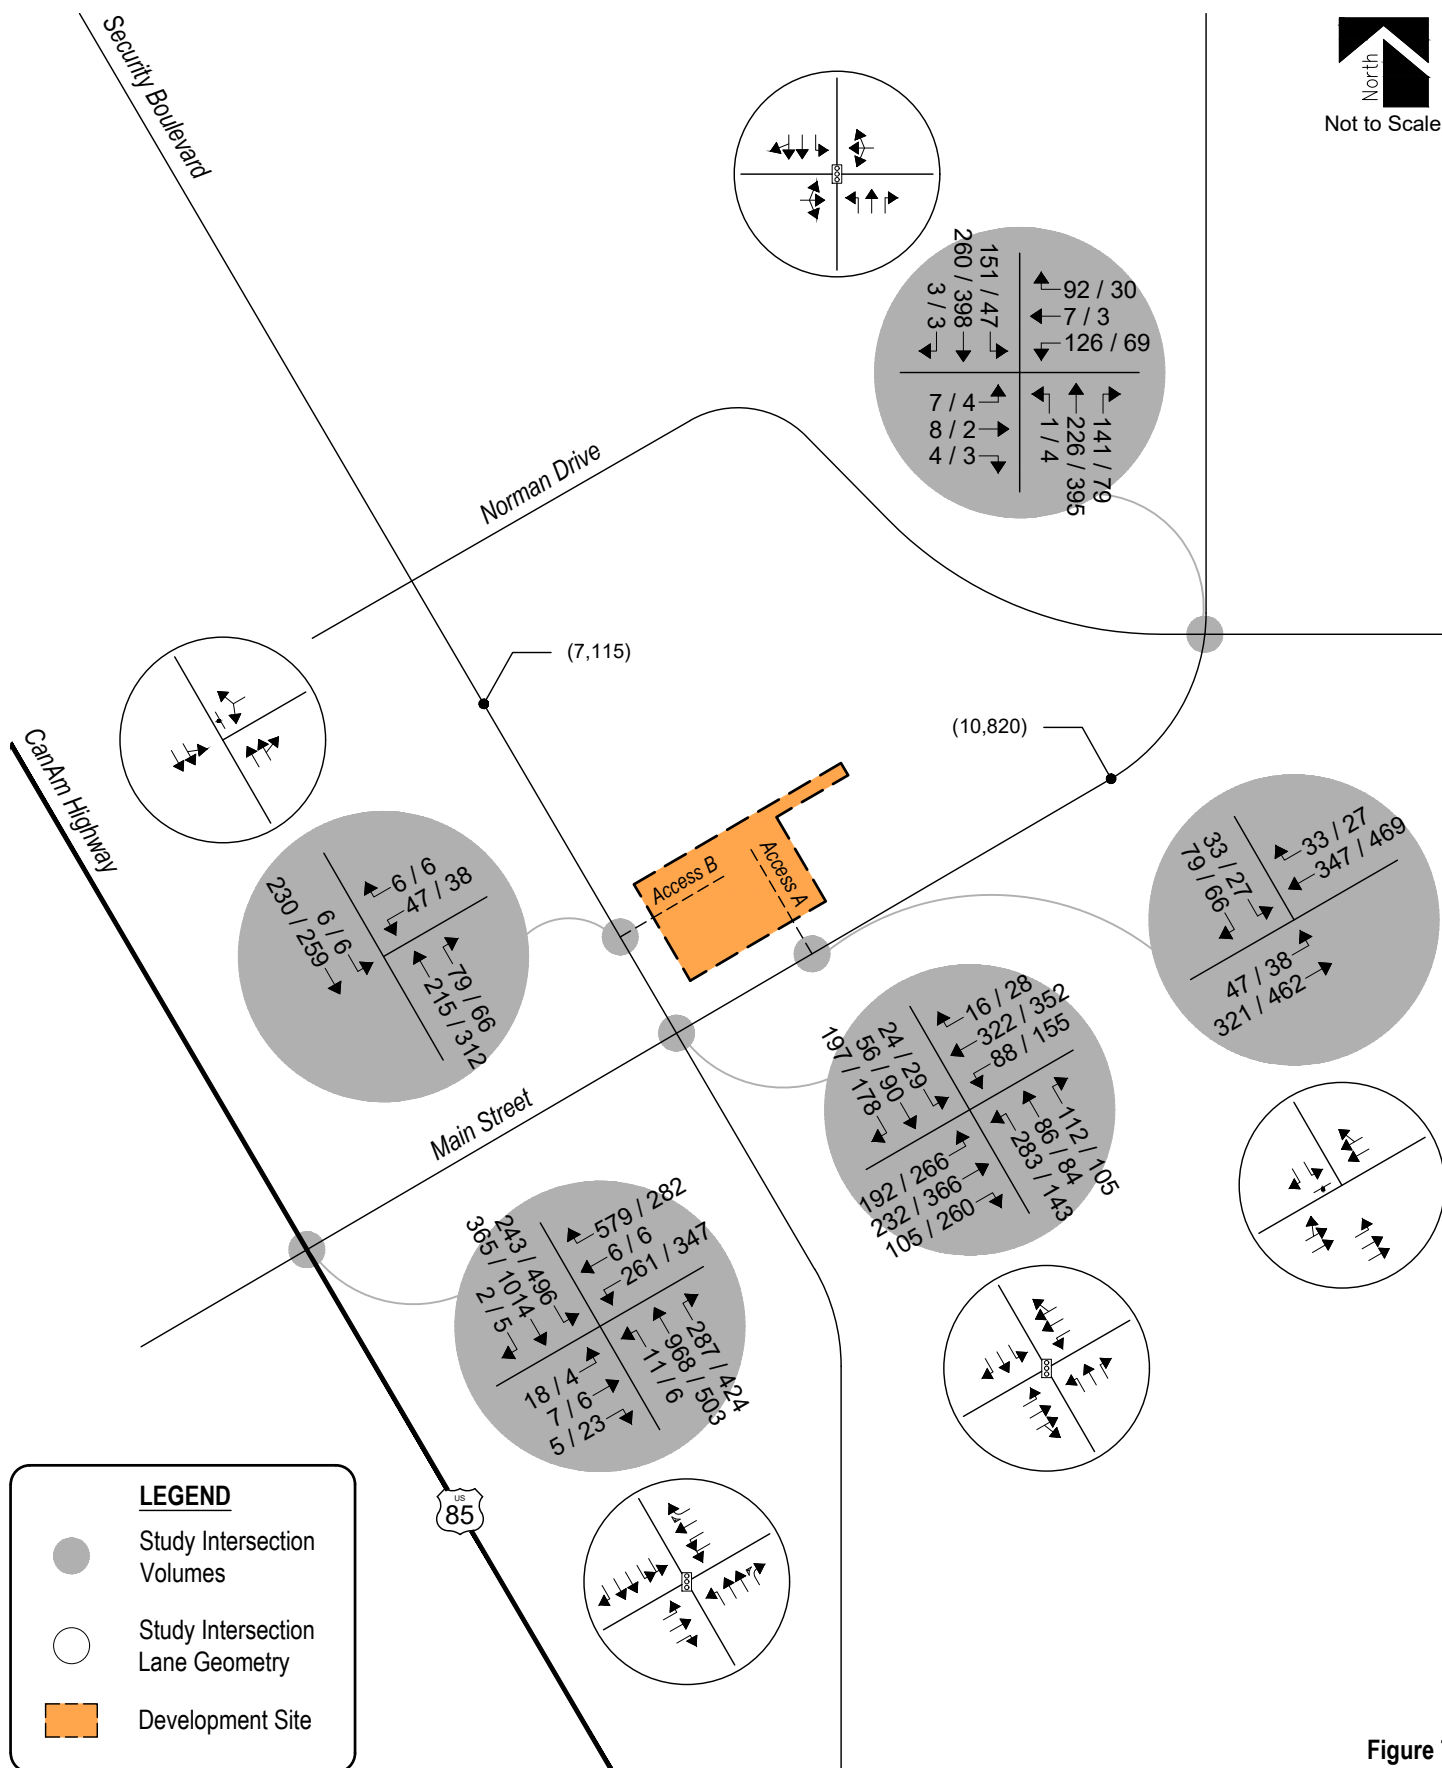 Security Boulevard
North
Not to Scale
151 / 47
260 / 398
3 / 3
92 / 30
7 / 3
126 / 69
7 / 4
8 / 2
4 / 3
1 / 4
226 / 395
141 / 79
Norman Drive
(7,115)
(10,820)
CanAm Highway
Access B
Access A
6 / 6
47 / 38
6 / 6
230 / 259
79 / 66
215 / 312
33 / 27
347 / 469
33 / 27
79 / 66
47 / 38
321 / 462
16 / 28
322 / 352
88 / 155
24 / 29
56 / 90
197 / 178
112 / 105
86 / 84
283 / 143
192 / 266
232 / 366
105 / 260
Main Street
579 / 282
6 / 6
261 / 347
243 / 496
365 / 1014
2 / 5
287 / 424
968 / 503
11 / 6
18 / 4
7 / 6
5 / 23
US
85
LEGEND
Study Intersection
Volumes
Study Intersection
Lane Geometry
Development Site
Figure